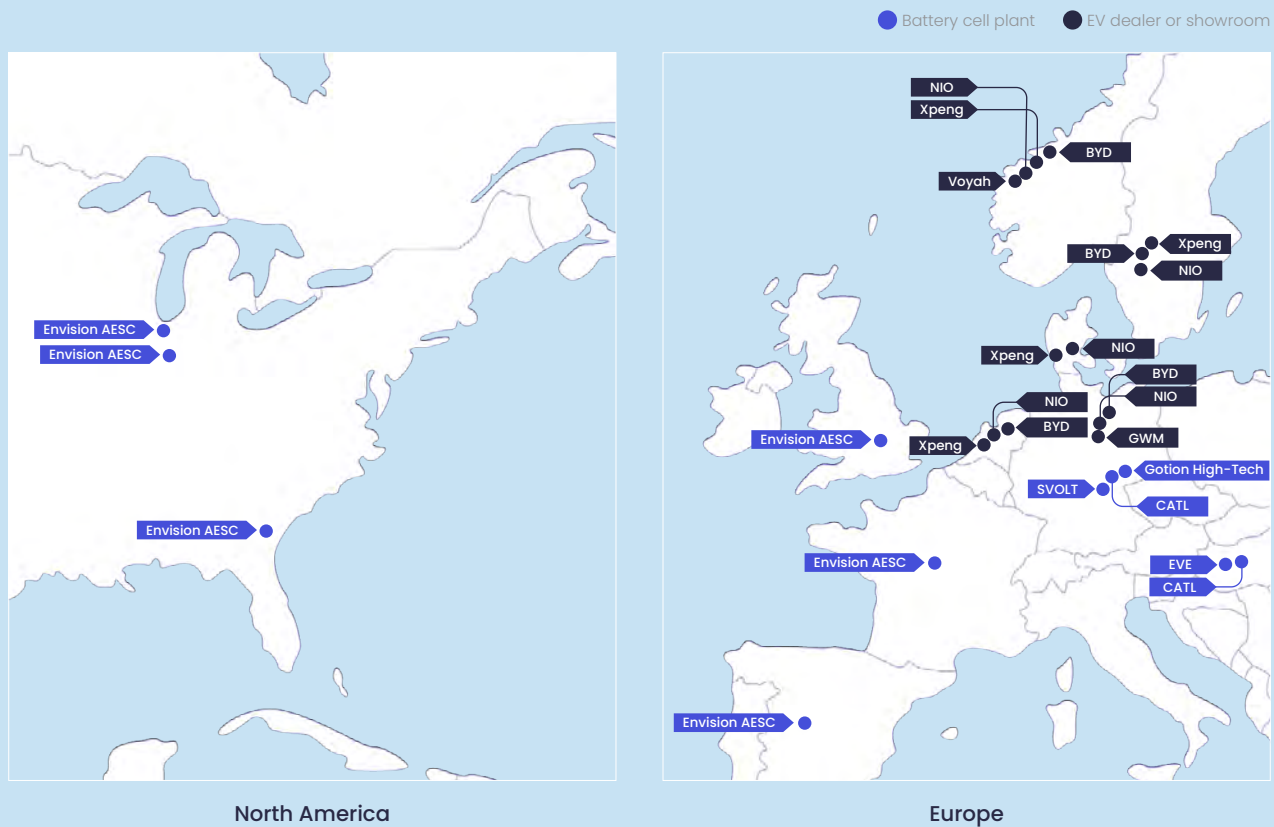 Battery cell plant
EV dealer or showroom
Envision AESC
Envision AESC
Envision AESC
North America
NIO
Xpeng
BYD
Voyah
Xpeng
BYD
NIO
NIO
Xpeng
BYD
NIO
NIO
BYD
GWM
Xpeng
Envision AESC
Gotion High-Tech
SVOLT
CATL
Envision AESC
EVE
CATL
Envision AESC
Europe